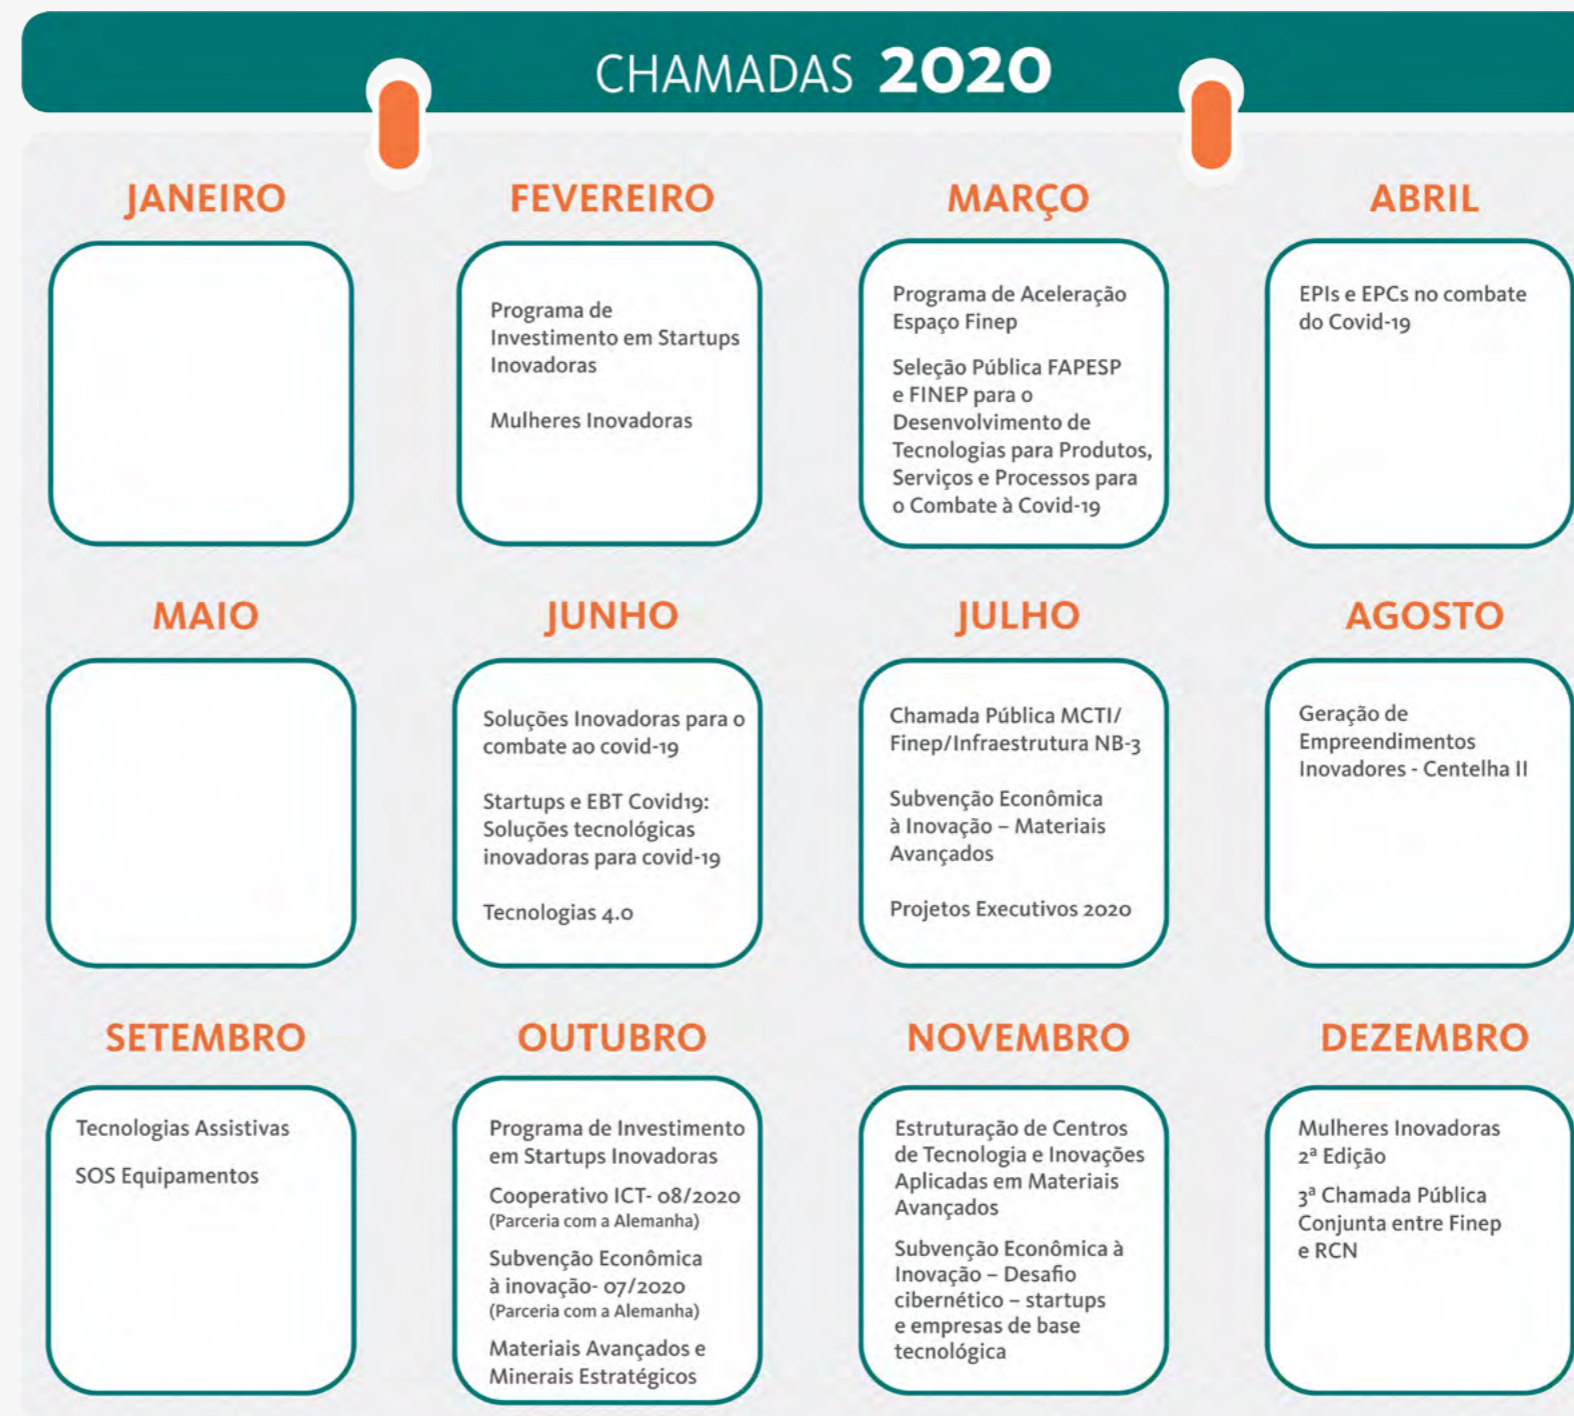 CHAMADAS 2020
JANEIRO
FEVEREIRO
Programa de
Investimento em Startups
Inovadoras
Mulheres Inovadoras
MARÇO
Programa de Aceleração
Espaço Finep
Seleção Pública FAPESP
e FINEP para o
Desenvolvimento de
Tecnologias para Produtos,
Serviços e Processos para
o Combate à Covid-19
ABRIL
EPIs e EPCs no combate
do Covid-19
MAIO
JUNHO
Soluções Inovadoras para o
combate ao covid-19
Startups e EBT Covid19:
Soluções tecnológicas
inovadoras para covid-19
Tecnologias 4.0
JULHO
Chamada Pública MCTI/
Finep/Infraestrutura NB-3
Subvenção Econômica
à Inovação – Materiais
Avançados
Projetos Executivos 2020
AGOSTO
Geração de
Empreendimentos
Inovadores - Centelha II
SETEMBRO
Tecnologias Assistivas
SOS Equipamentos
OUTUBRO
Programa de Investimento
em Startups Inovadoras
Cooperativo ICT- 08/2020
(Parceria com a Alemanha)
Subvenção Econômica
à inovação- 07/2020
(Parceria com a Alemanha)
Materiais Avançados e
Minerais Estratégicos
NOVEMBRO
Estruturação de Centros
de Tecnologia e Inovações
Aplicadas em Materiais
Avançados
Subvenção Econômica à
Inovação – Desafio
cibernético – startups
e empresas de base
tecnológica
DEZEMBRO
Mulheres Inovadoras
2ª Edição
3ª Chamada Pública
Conjunta entre Finep
e RCN